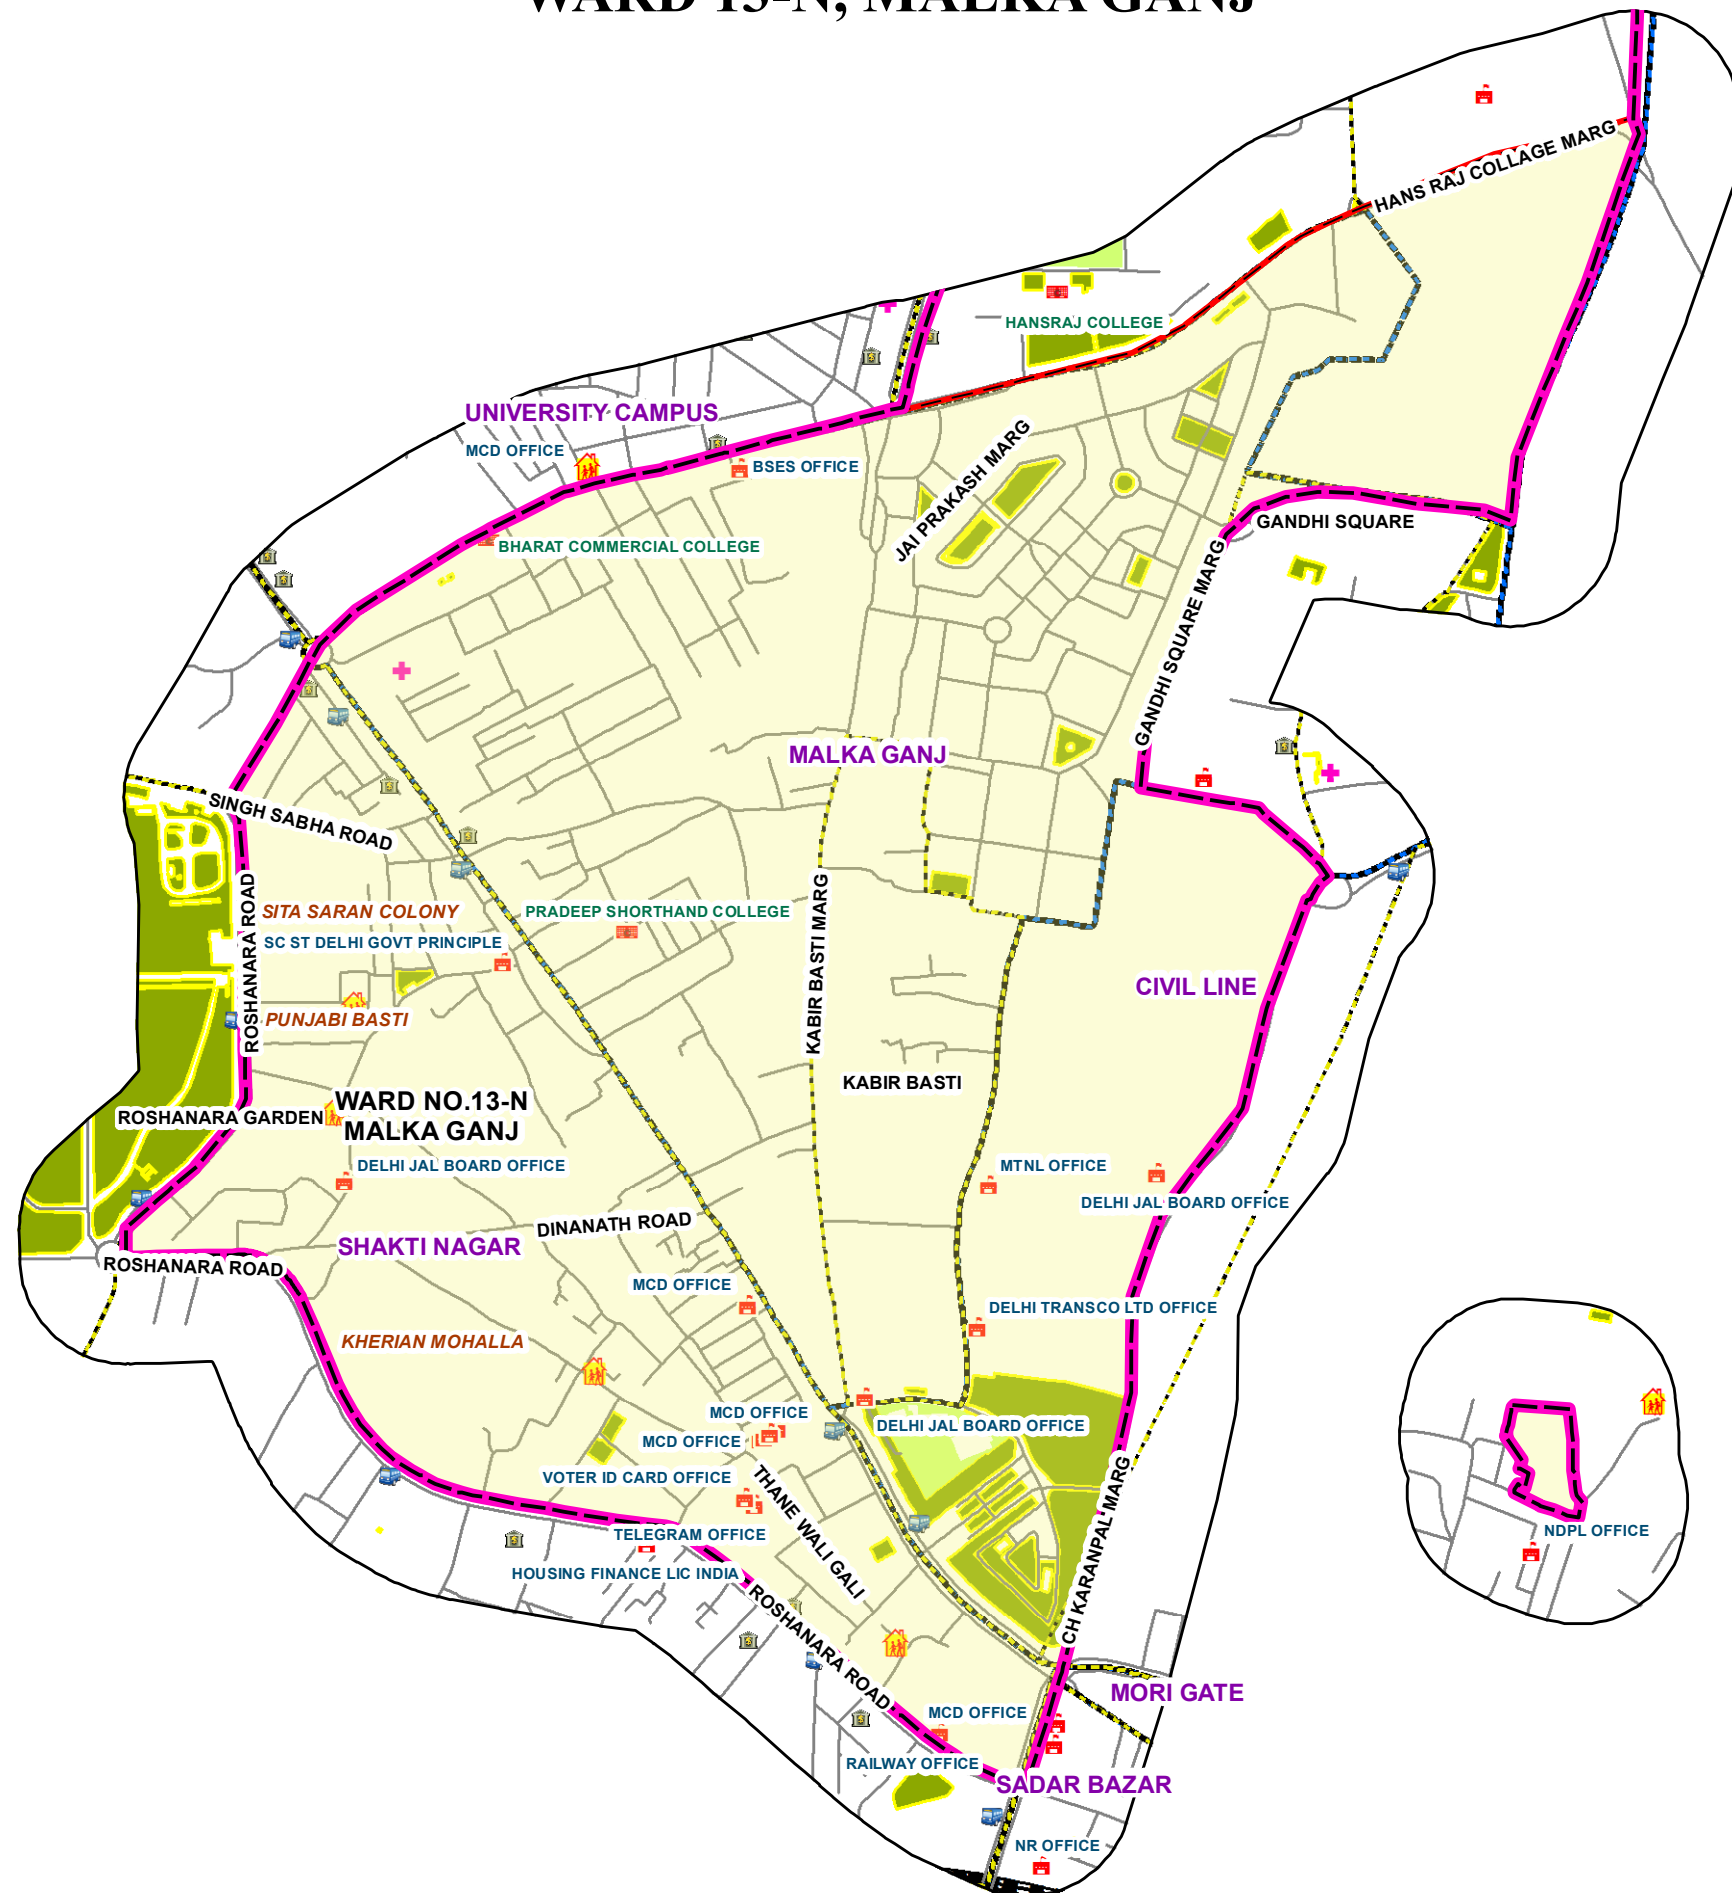 WARD 13-N, MALKA GANJ
HANS RAJ COLLAGE MARG
HANSRAJ COLLEGE
UNIVERSITY CAMPUS
MCD OFFICE
BSES OFFICE
JAI PRAKASH MARG
GANDHI SQUARE
BHARAT COMMERCIAL COLLEGE
GANDHI SQUARE MARG
MALKA GANJ
SINGH SABHA ROAD
ROSHANARA ROAD
SITA SARAN COLONY
PRADEEP SHORTHAND COLLEGE
SC ST DELHI GOVT PRINCIPLE
KABIR BASTI MARG
CIVIL LINE
PUNJABI BASTI
KABIR BASTI
WARD NO.13-N
MALKA GANJ
ROSHANARA GARDEN
DELHI JAL BOARD OFFICE
MTNL OFFICE
DELHI JAL BOARD OFFICE
DINANATH ROAD
SHAKTI NAGAR
ROSHANARA ROAD
MCD OFFICE
DELHI TRANSCO LTD OFFICE
KHERIAN MOHALLA
MCD OFFICE
DELHI JAL BOARD OFFICE
MCD OFFICE
VOTER ID CARD OFFICE
THANE WALI GALI
CH KARANPAL MARG
TELEGRAM OFFICE
NDPL OFFICE
HOUSING FINANCE LIC INDIA
ROSHANARA ROAD
MORI GATE
MCD OFFICE
RAILWAY OFFICE
SADAR BAZAR
NR OFFICE